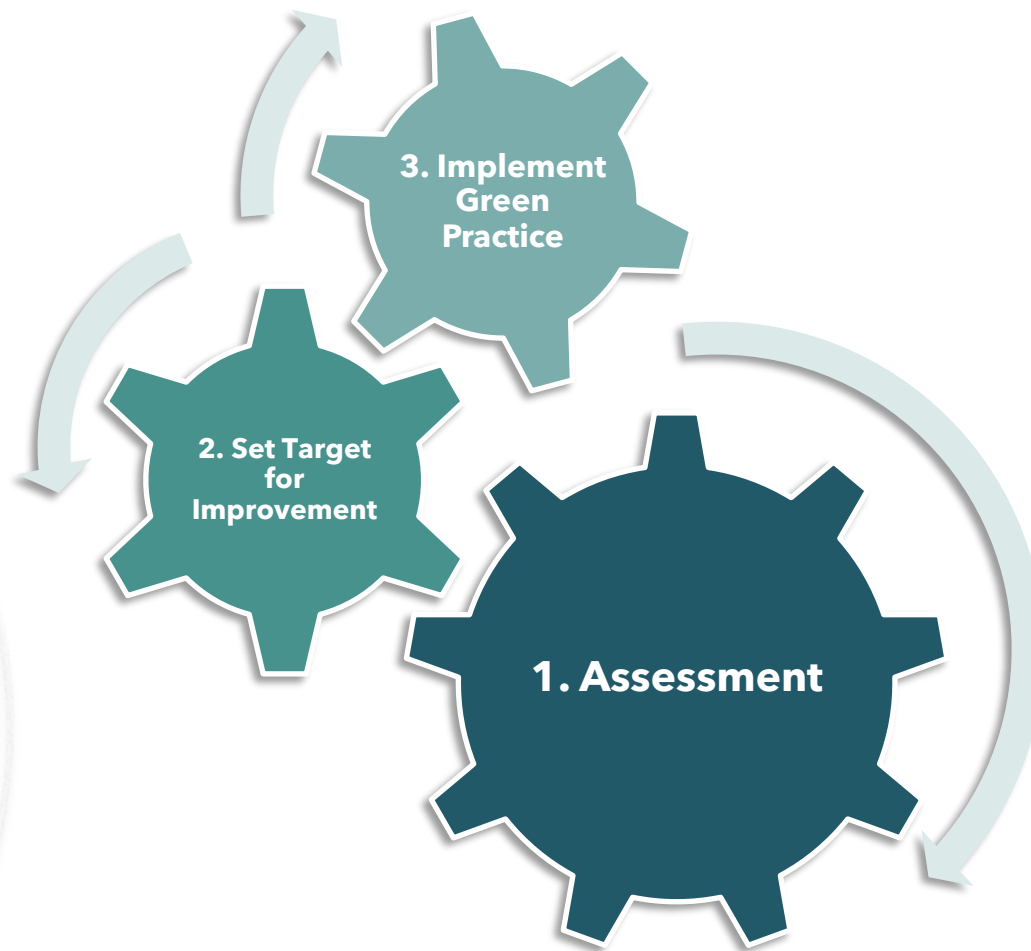 3. Implement
Green
Practice
2. Set Target
for
Improvement
1. Assessment